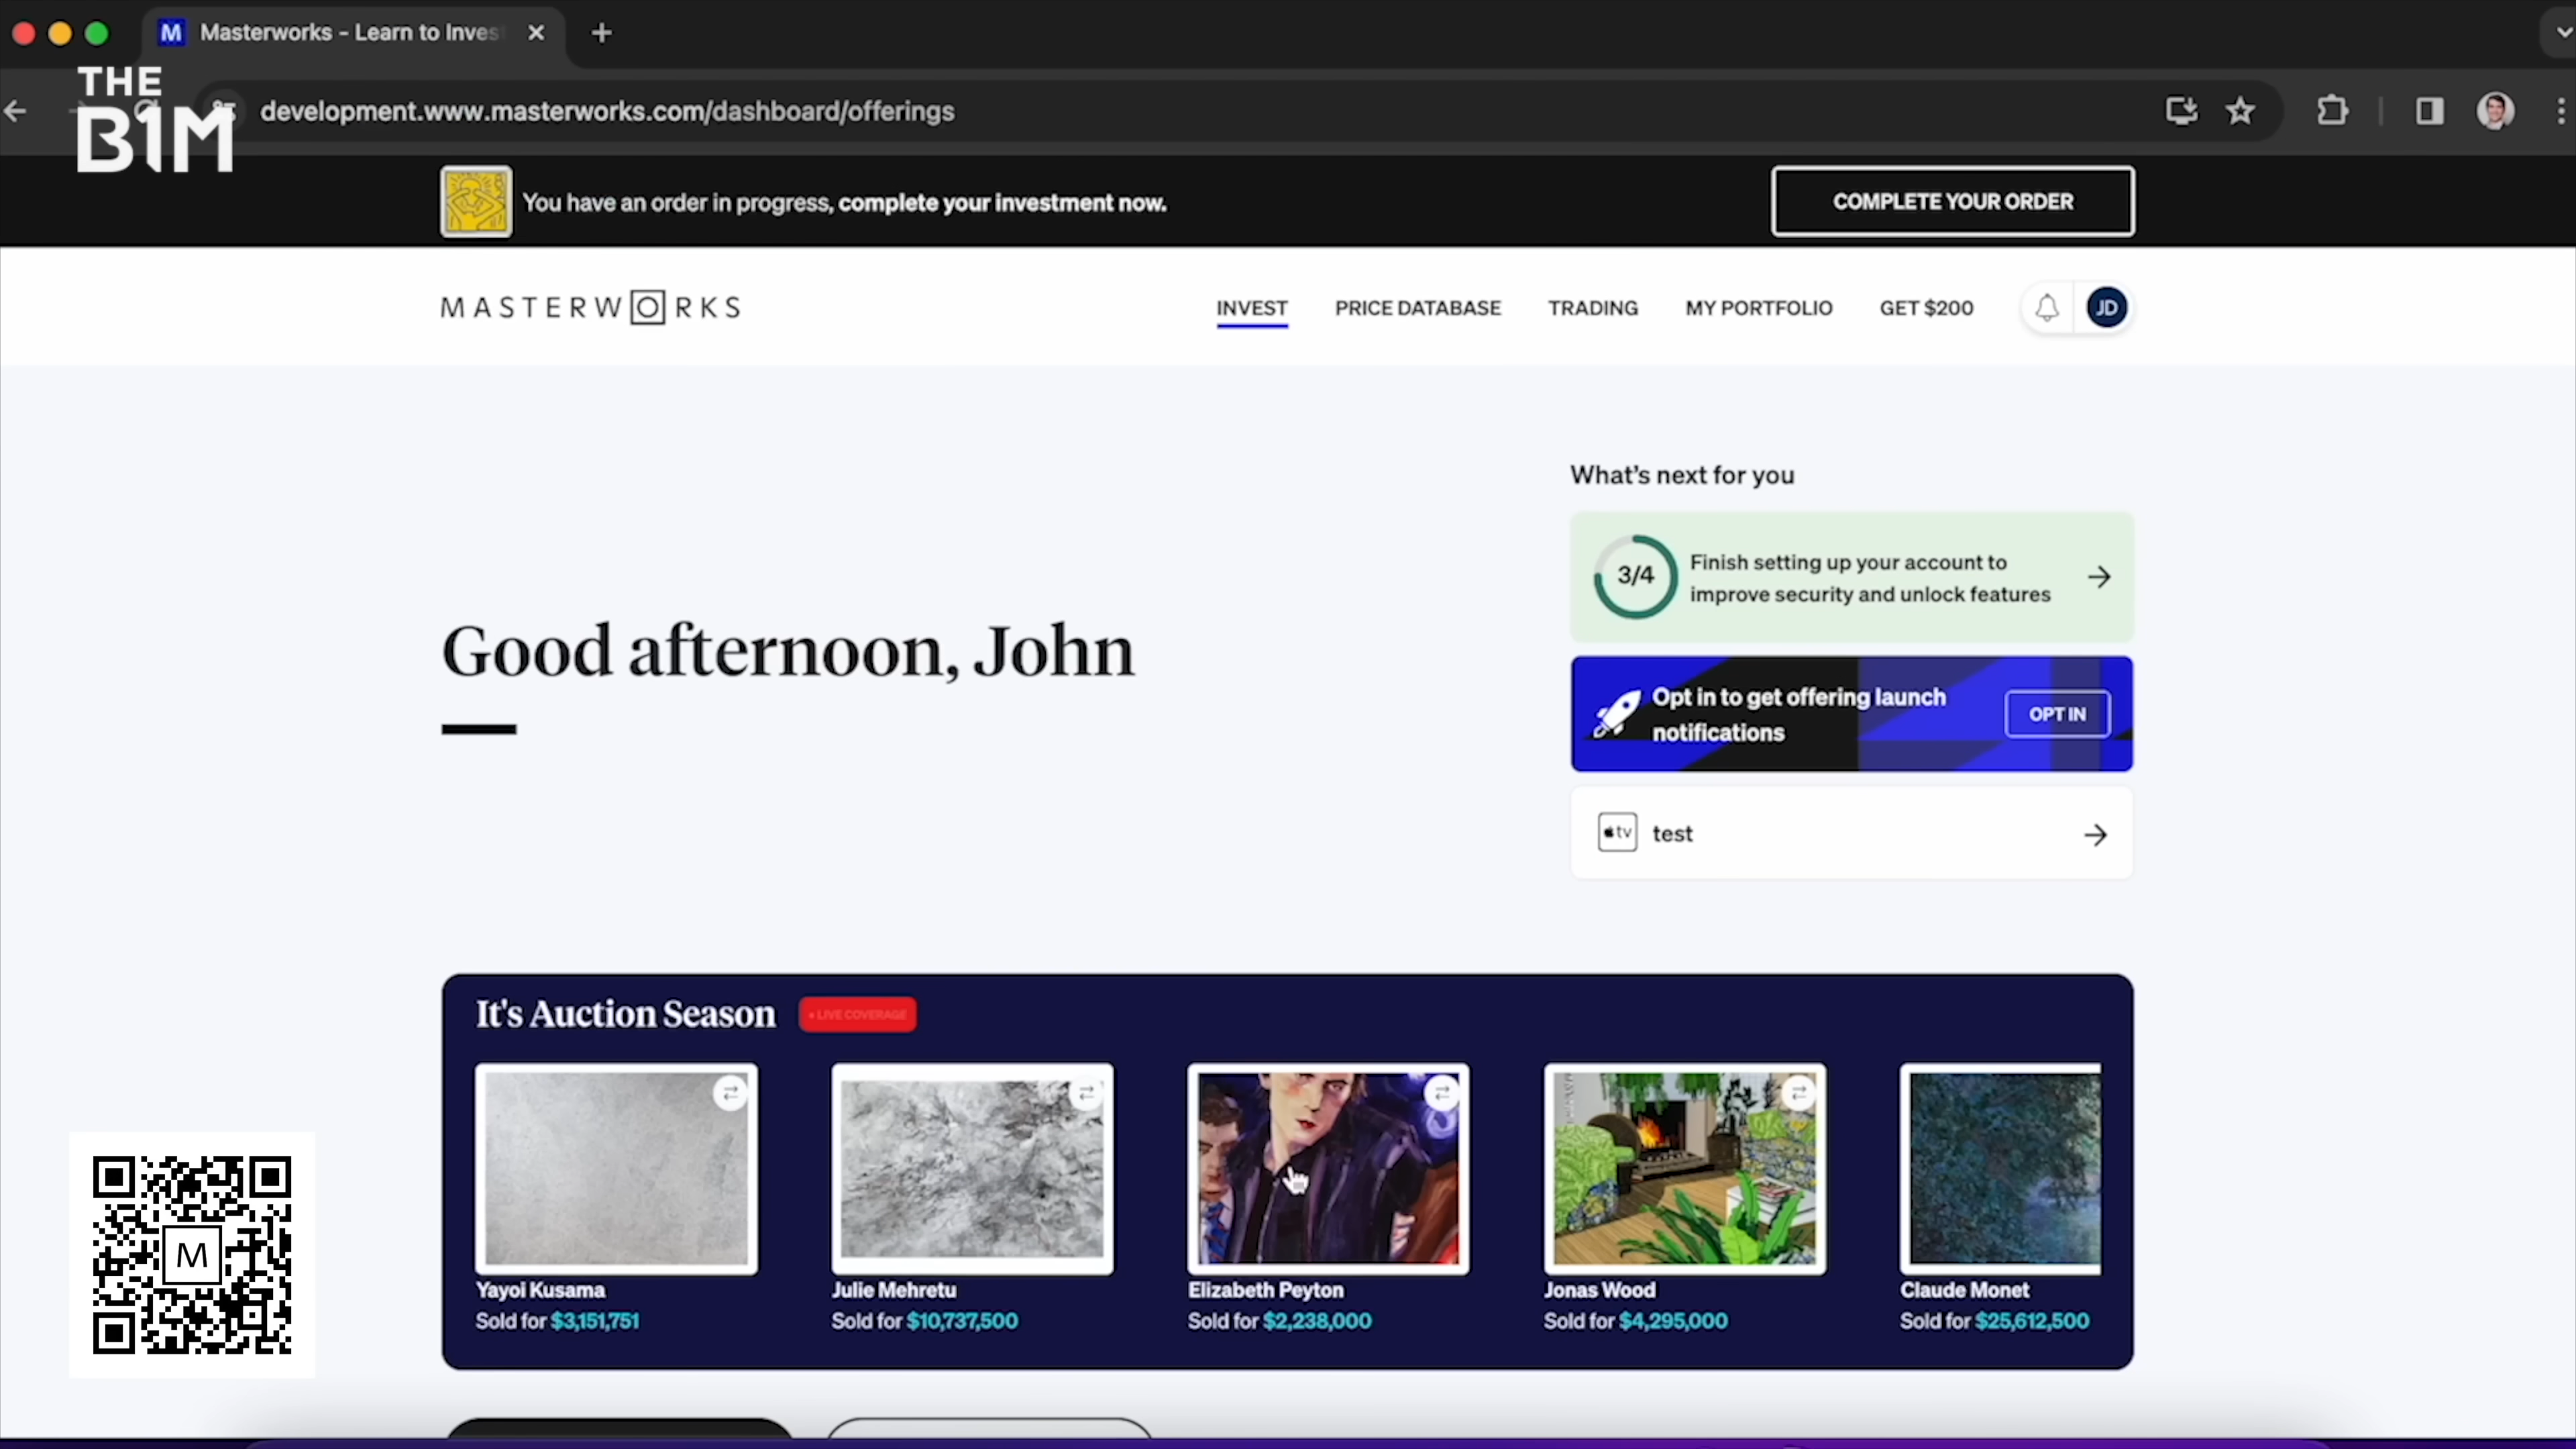 Masterworks - Learn to Inves
THE
B1M
development.www.masterworks.com/dashboard/offerings
You have an order in progress, complete your investment now.
COMPLETE YOUR ORDER
MASTERWORKS
INVEST
PRICE DATABASE
TRADING
MY PORTFOLIO
GET $200
JD
What's next for you
3/4
Finish setting up your account to
improve security and unlock features
Good afternoon, John
Opt in to get offering launch
notifications
OPT IN
tv
test
It's Auction Season
• LIVE COVERAGE
Yayoi Kusama
Sold for $3,151,751
Julie Mehretu
Sold for $10,737,500
Elizabeth Peyton
Sold for $2,238,000
Jonas Wood
Sold for $4,295,000
Claude Monet
Sold for $25,612,500
M